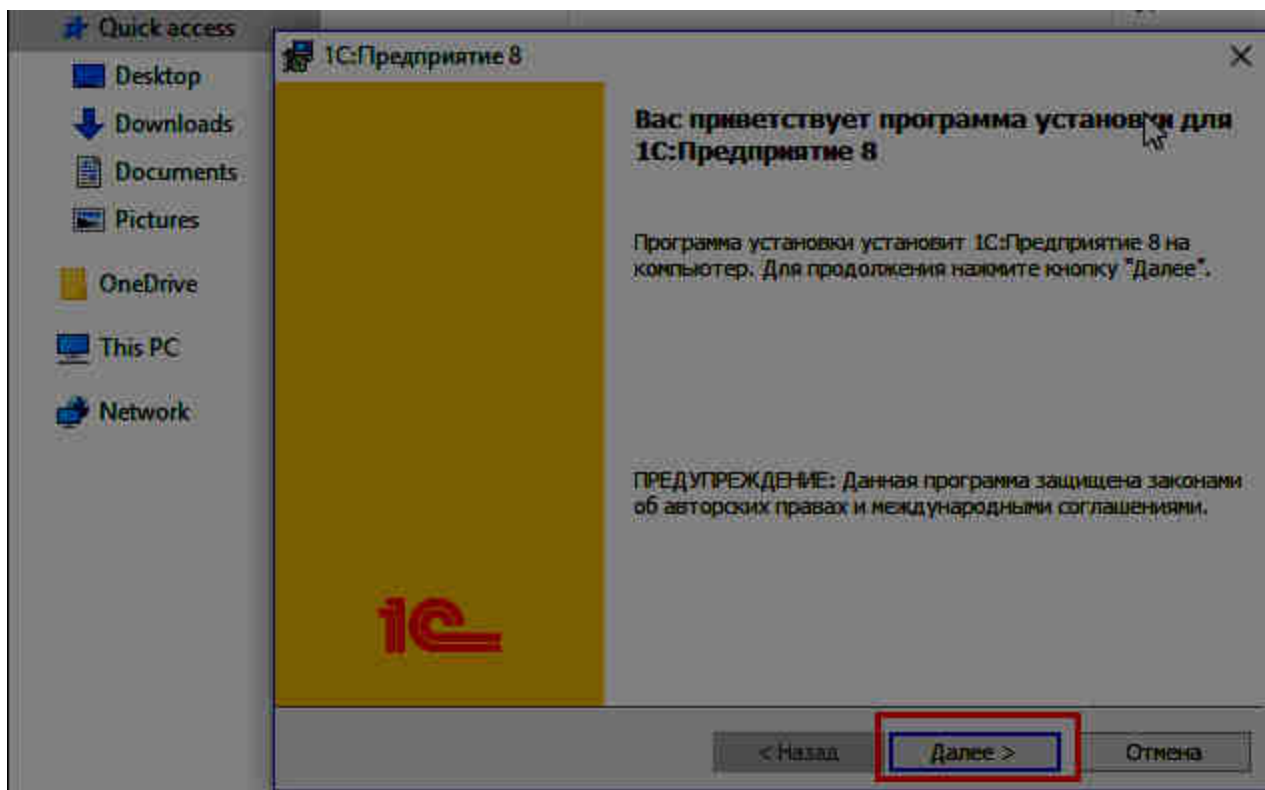 Quick access
Desktop
Downloads
Documents
Pictures
OneDrive
This PC
Network
1С:Предприятие 8
Вас приветствует программа установки для
1С:Предприятие 8
Программа установки установит 1С:Предприятие 8 на
компьютер. Для продолжения нажмите кнопку "Далее".
ПРЕДУПРЕЖДЕНИЕ: Данная программа защищена законами
об авторских правах и международными соглашениями.
1С
< Назад
Далее >
Отмена